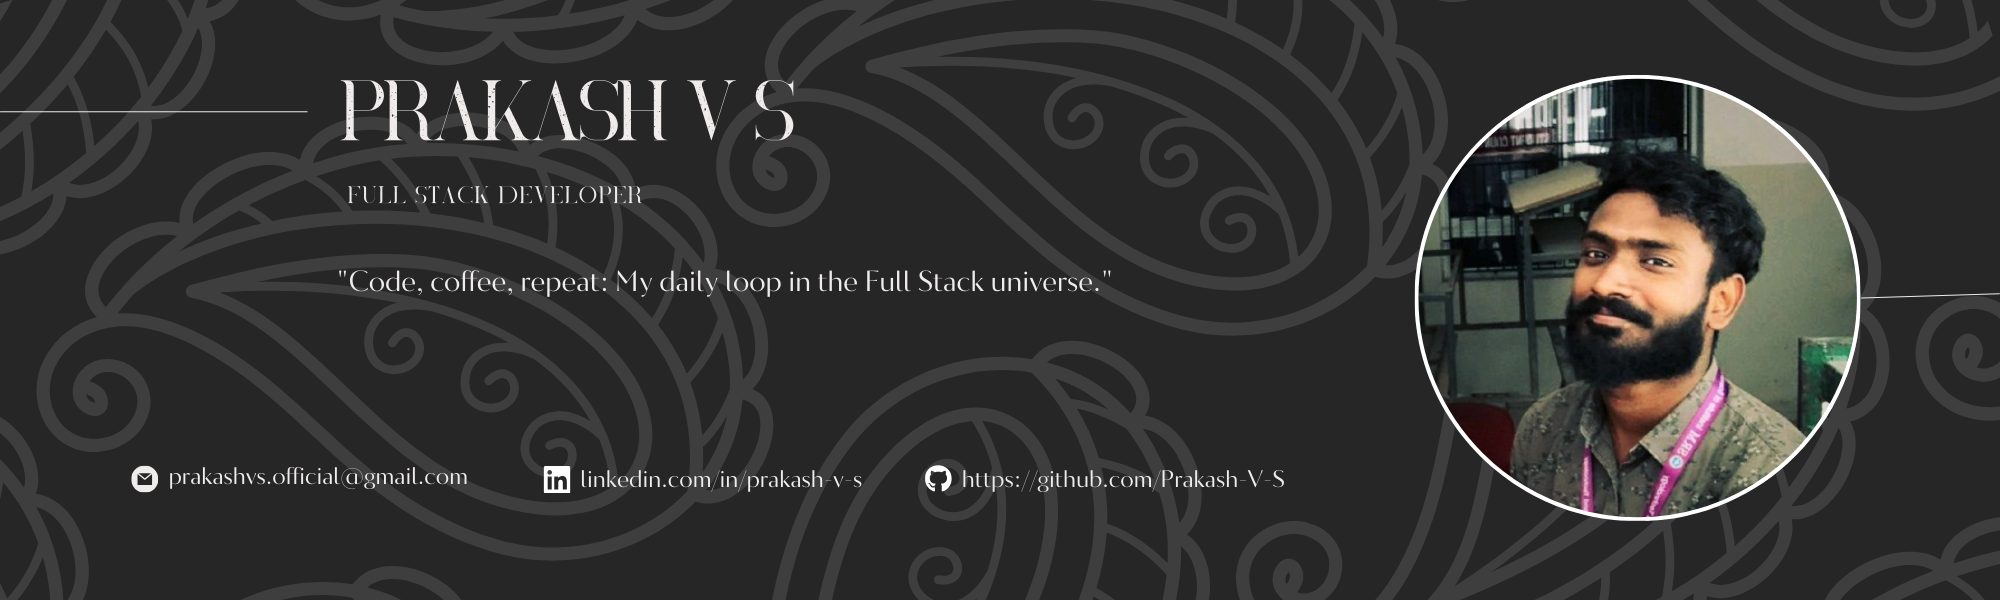 PRAKASH V S
FULL STACK DEVELOPER
"Code, coffee, repeat: My daily loop in the Full Stack universe."
prakashvs.official@gmail.com
linkedin.com/in/prakash-v-s
https://github.com/Prakash-V-S